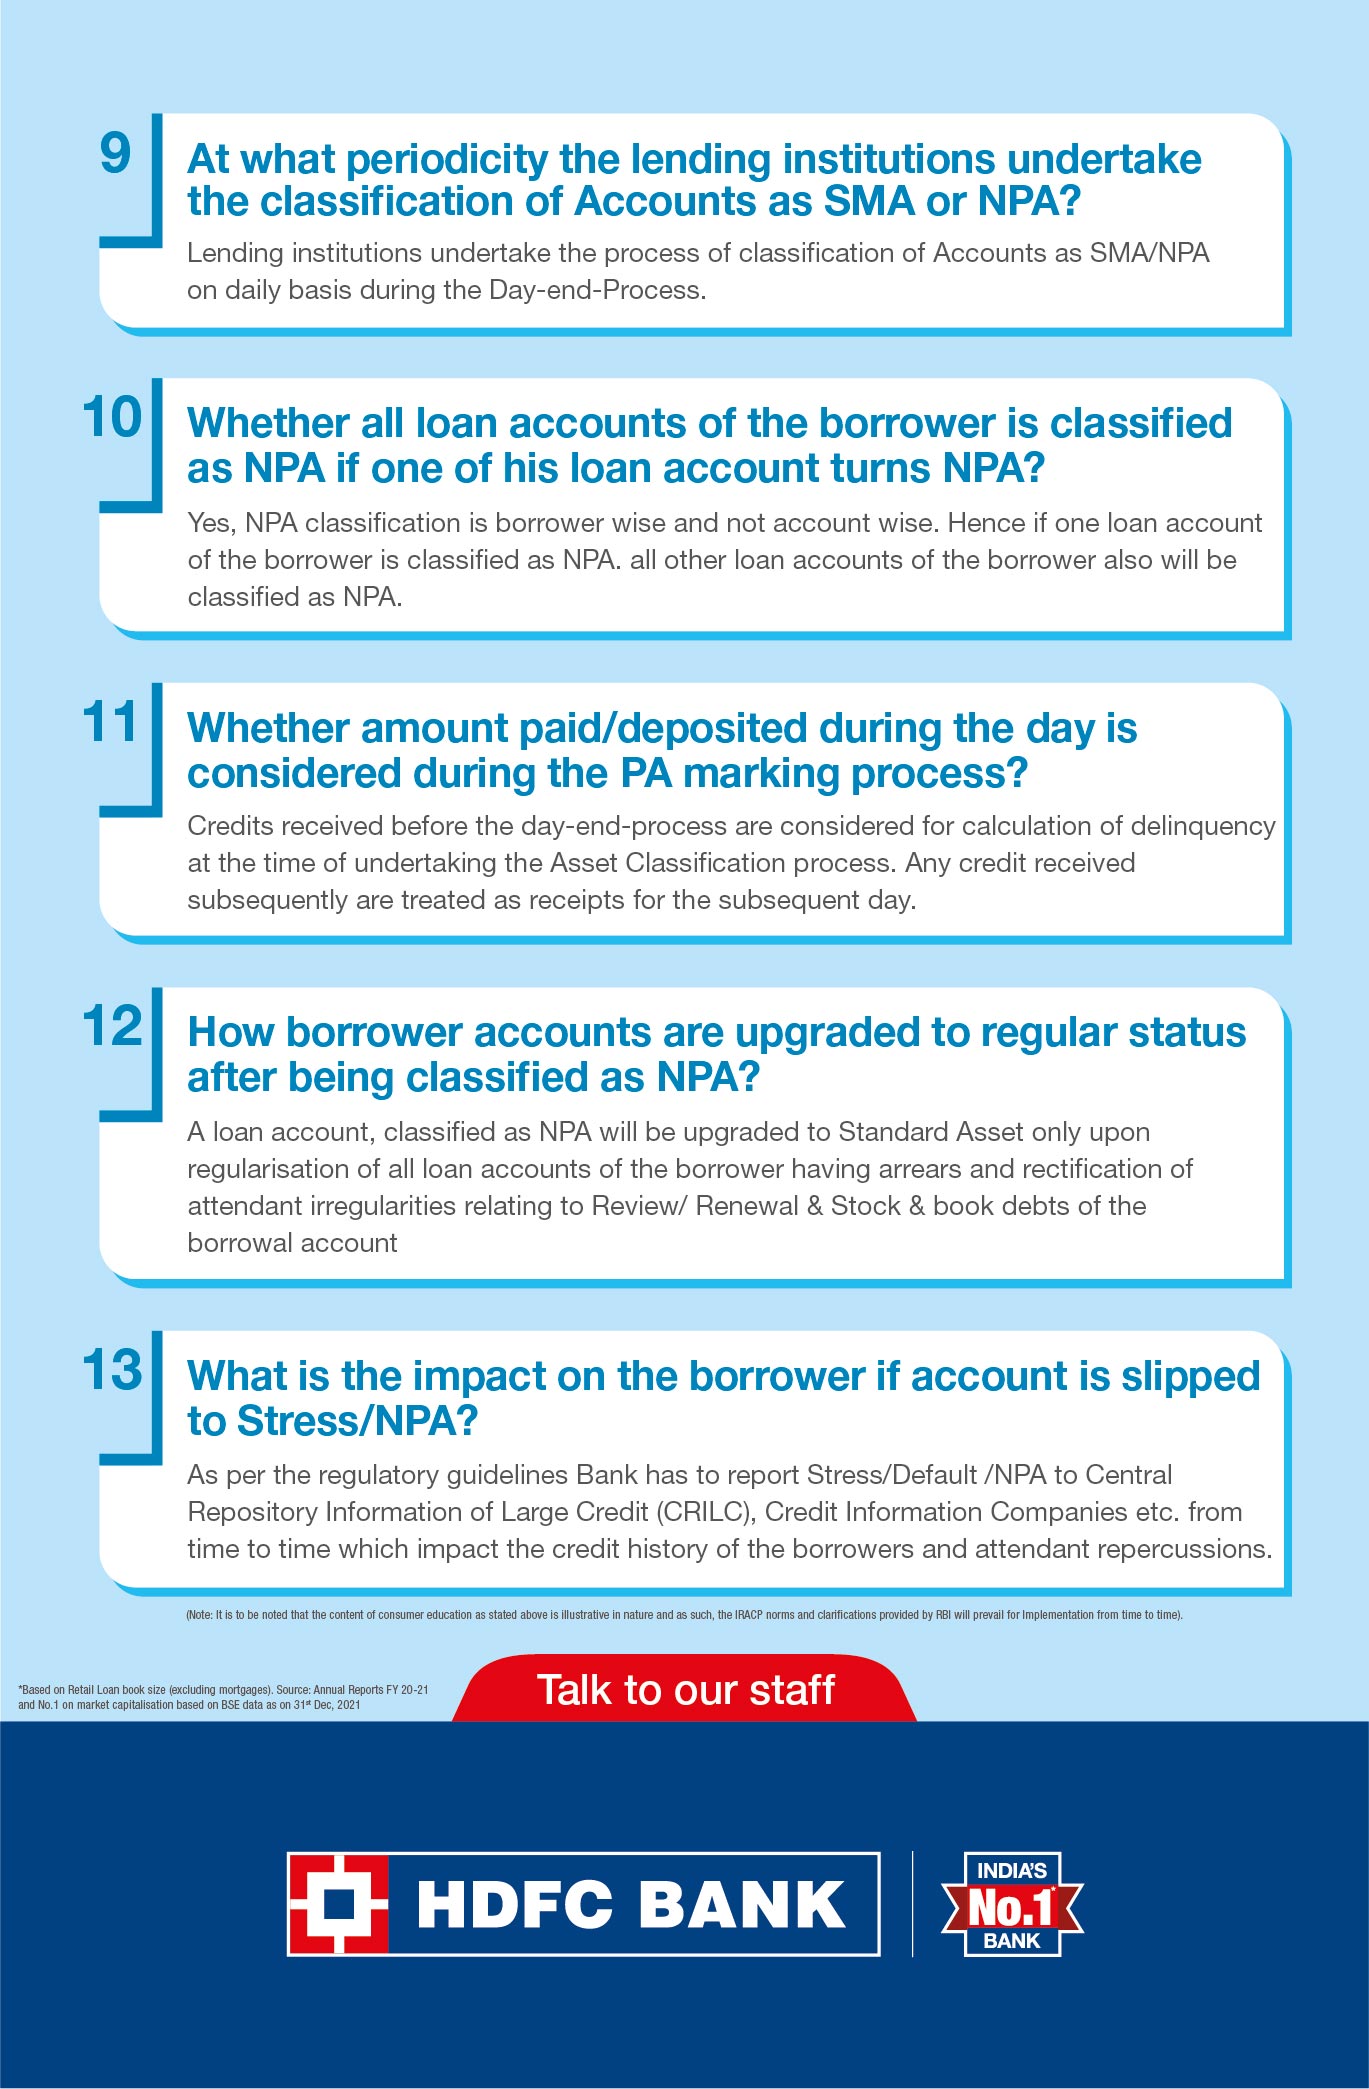 9
At what periodicity the lending institutions undertake
the classification of Accounts as SMA or NPA?
Lending institutions undertake the process of classification of Accounts as SMA/NPA
on daily basis during the Day-end-Process.
10
Whether all loan accounts of the borrower is classified
as NPA if one of his loan account turns NPA?
Yes, NPA classification is borrower wise and not account wise. Hence if one loan account
of the borrower is classified as NPA. all other loan accounts of the borrower also will be
classified as NPA.
11
Whether amount paid/deposited during the day is
considered during the PA marking process?
Credits received before the day-end-process are considered for calculation of delinquency
at the time of undertaking the Asset Classification process. Any credit received
subsequently are treated as receipts for the subsequent day.
12
How borrower accounts are upgraded to regular status
after being classified as NPA?
A loan account, classified as NPA will be upgraded to Standard Asset only upon
regularisation of all loan accounts of the borrower having arrears and rectification of
attendant irregularities relating to Review/ Renewal & Stock & book debts of the
borrowal account
13
What is the impact on the borrower if account is slipped
to Stress/NPA?
As per the regulatory guidelines Bank has to report Stress/Default /NPA to Central
Repository Information of Large Credit (CRILC), Credit Information Companies etc. from
time to time which impact the credit history of the borrowers and attendant repercussions.
(Note: It is to be noted that the content of consumer education as stated above is illustrative in nature and as such, the IRACP norms and clarifications provided by RBI will prevail for Implementation from time to time).
*Based on Retail Loan book size (excluding mortgages). Source: Annual Reports FY 20-21
and No.1 on market capitalisation based on BSE data as on 31st Dec, 2021
Talk to our staff
HDFC BANK
INDIA'S
No.1*
BANK